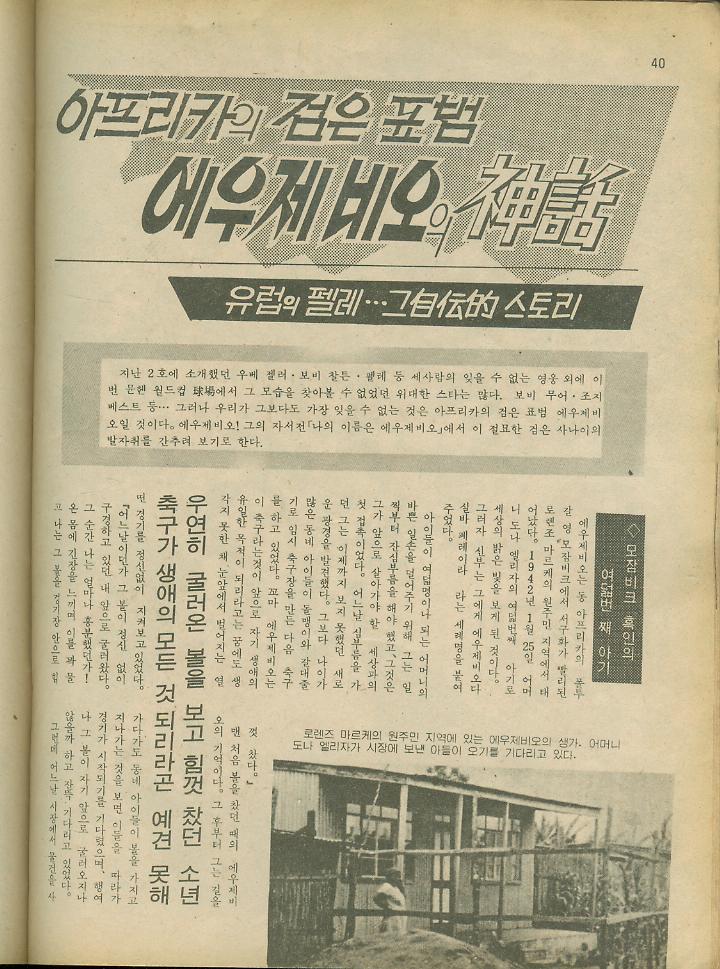 40
아프리카의 검은 표범
에우제비오의 神話
유럽의 펠레…그自伝的 스토리
지난 2호에 소개했던 우베 젤러·보비 찰튼·펠레 등 세사람의 잊을 수 없는 영웅 외에 이
번 뮌헨 월드컵 球場에서 그 모습을 찾아볼 수 없었던 위대한 스타는 많다. 보비 무어·조지
베스트 등… 그러나 우리가 그보다도 가장 잊을 수 없는 것은 아프리카의 검은 표범 에우제비
오일 것이다. 에우제비오! 그의 자서전「나의 이름은 에우제비오」에서 이 절묘한 검은 사나이의
발자취를 간추려 보기로 한다.
◇ 모잠비크 흑인의
여덟번 째 아기
에우제비오는 동 아프리카의 폴투
갈 영 모잠비크에서 서구화가 빨리된
로렌조 마르케의 원주민 지역에서 태
어났다. 1942년 1월 25일 어머
니 도나 엘리자의 여덟번째 아기로
세상의 밝은 빛을 보게 된 것이다.
그러자 신부는 그에게 에우제비오 다
실바 페레이라 라는 세례명을 붙여
주었다.
아이들이 여덟명이나 되는 어머니의
바쁜 일손을 덜어주기 위해 그는 일
찍부터 잔심부름을 해야 했고 그것은
그가 앞으로 살아가야 할 세상과의
첫 접촉이었다. 어느날 심부름을 가
던 그는 이제까지 보지 못했던 새로
운 광경을 발견했다. 그보다 나이가
많은 동네 아이들이 돌멩이와 갈대줄
기로 임시 축구장을 만든 다음 축구
를 하고 있었다. 꼬마 에우제비오는
이 축구라는것이 앞으로 자기 생애의
유일한 목적이 되리라고는 꿈에도 생
각지 못한 채 눈앞에서 벌어지는 열
우연히 굴러온 볼을 보고 힘껏 찼던 소년
축구가 생애의 모든 것 되리라곤 예견 못해
띤 경기를 정신없이 지켜보고 있었다.
「어느날이던가 그 볼이 정신 없이
구경하고 있던 내 앞으로 굴러왔다.
그 순간 나는 얼마나 흥분했던가!
온 몸에 긴장을 느끼며 이를 꽉 물
고 나는 그 볼을 경기장 안으로 힘
껏 찼다.」
맨 처음 볼을 찼던 때의 에우제비
오의 기억이다. 그 후부터 그는 길을
가다가도 동네 아이들이 볼을 가지고
지나가는 것을 보면 이들을 따라가
경기가 시작되기를 기다렸으며, 행여
나 그 볼이 자기 앞으로 굴러오지나
않을까 하고 잔뜩 기다리고 있었다.
그런데 어느날 시장에서 물건을 사
로렌즈 마르케의 원주민 지역에 있는 에우제비오의 생가. 어머니
도나 엘리자가 시장에 보낸 아들이 오기를 기다리고 있다.